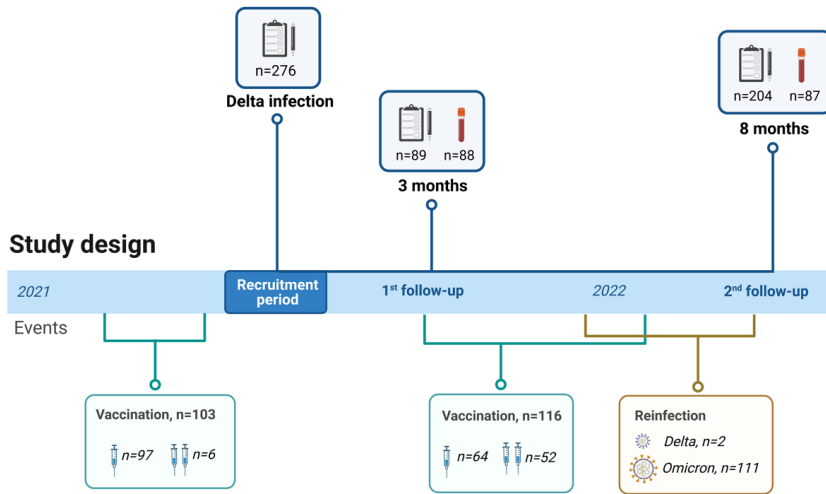 n=276
Delta infection
n=89 n=88
3 months
n=204 n=87
8 months
Study design
2021
Recruitment
period
1st follow-up
2022
2nd follow-up
Events
Vaccination, n=103
n=97 n=6
Vaccination, n=116
n=64 n=52
Reinfection
Delta, n=2
Omicron, n=111